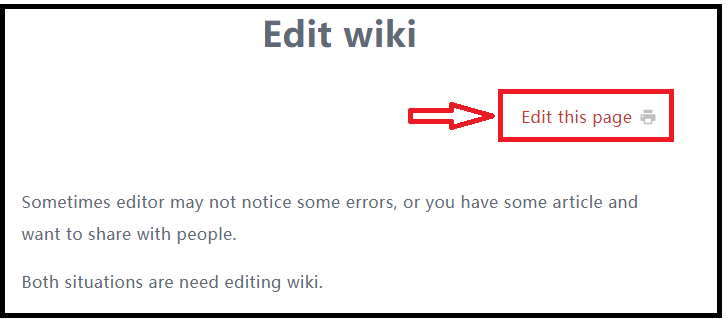 Edit wiki
Edit this page
Sometimes editor may not notice some errors, or you have some article and
want to share with people.
Both situations are need editing wiki.